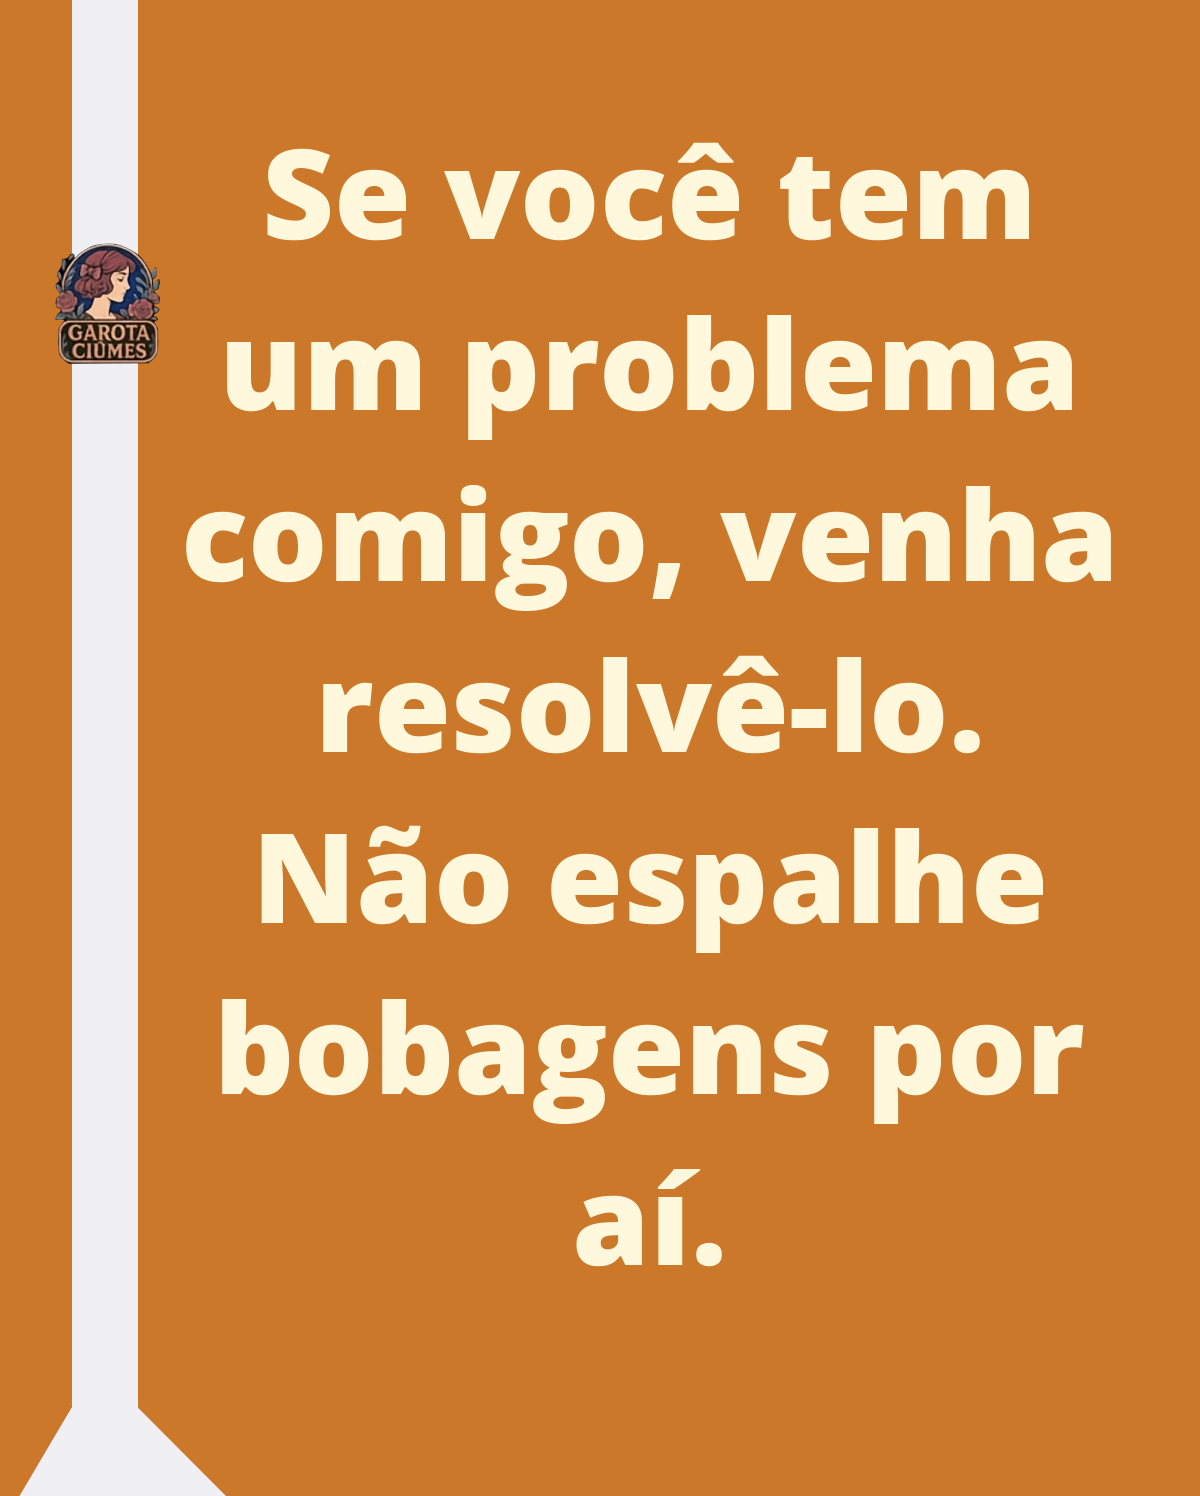 Se você tem
um problema
comigo, venha
resolvê-lo.
Não espalhe
bobagens por
aí.
GAROTA
CIÚMES